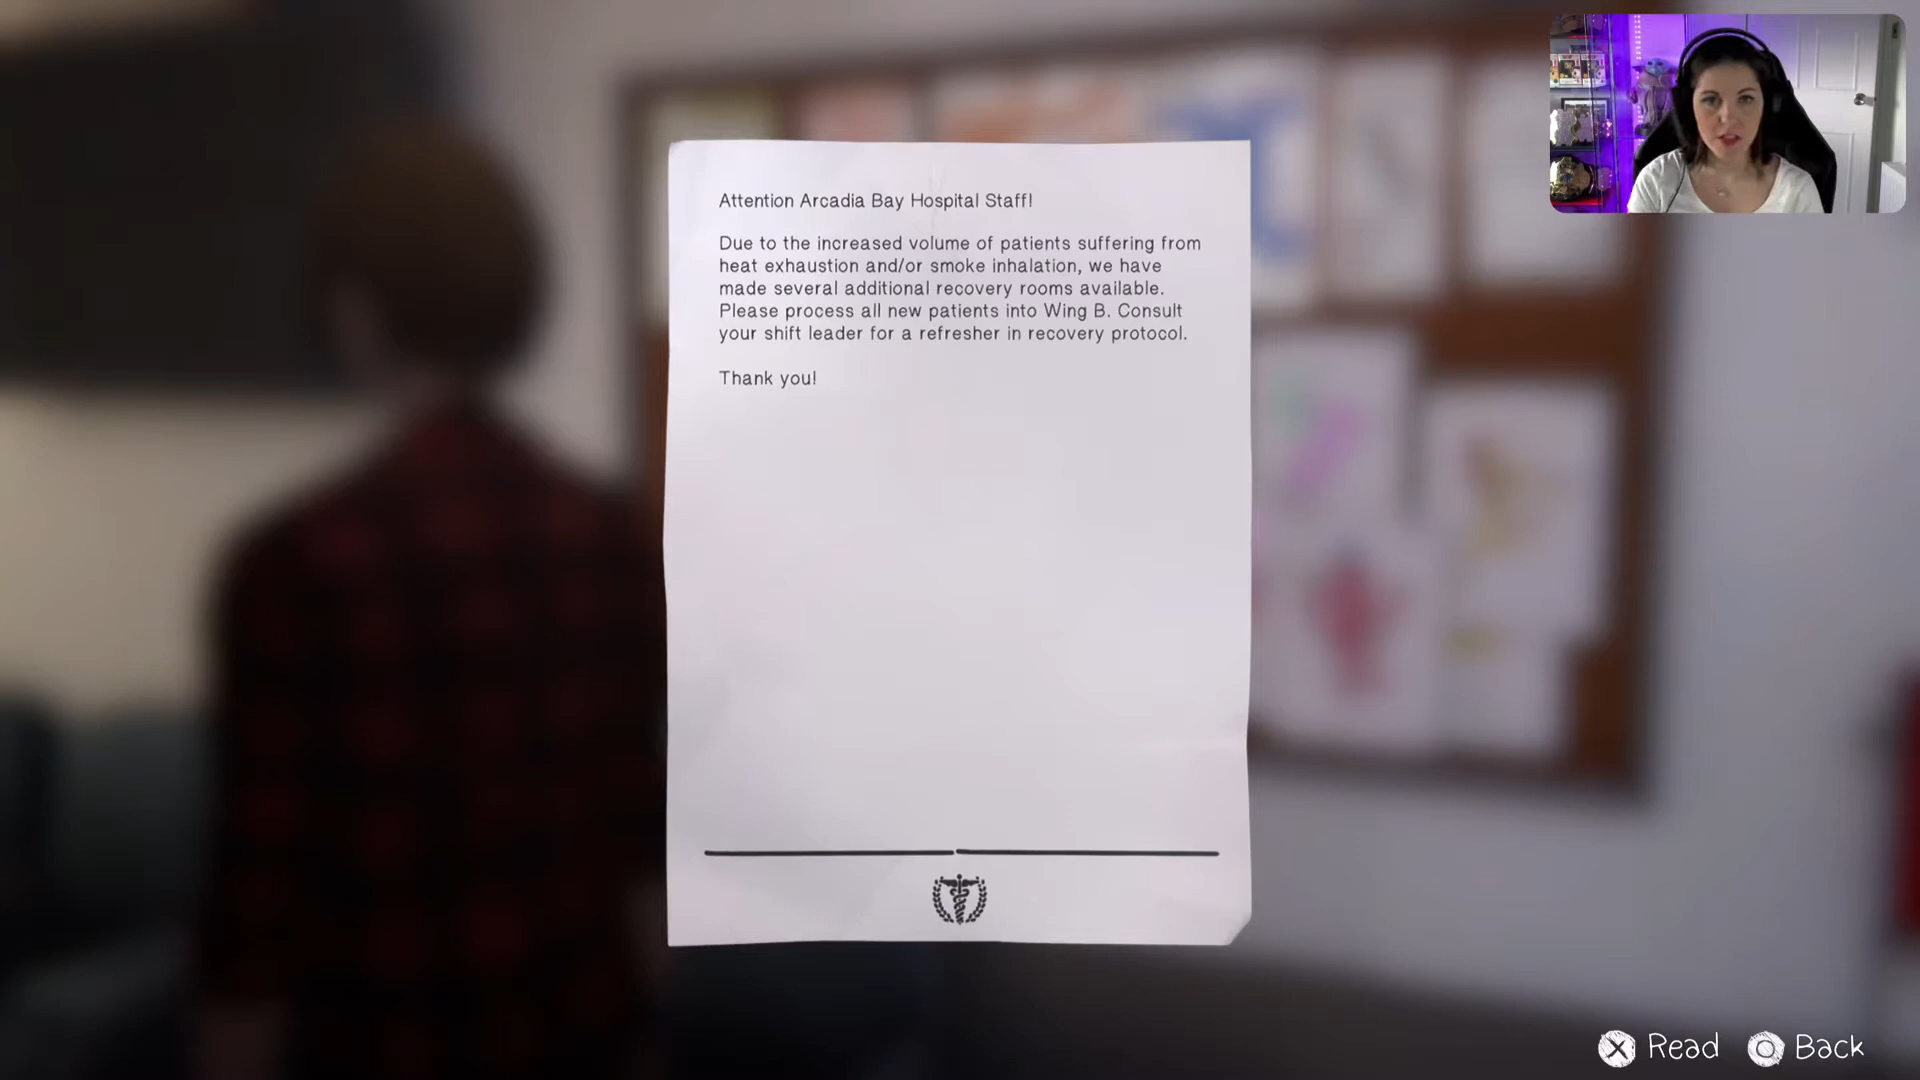 Attention Arcadia Bay Hospital Staff!
Due to the increased volume of patients suffering from
heat exhaustion and/or smoke inhalation, we have
made several additional recovery rooms available.
Please process all new patients into Wing B. Consult
your shift leader for a refresher in recovery protocol.
Thank you!
Read
Back